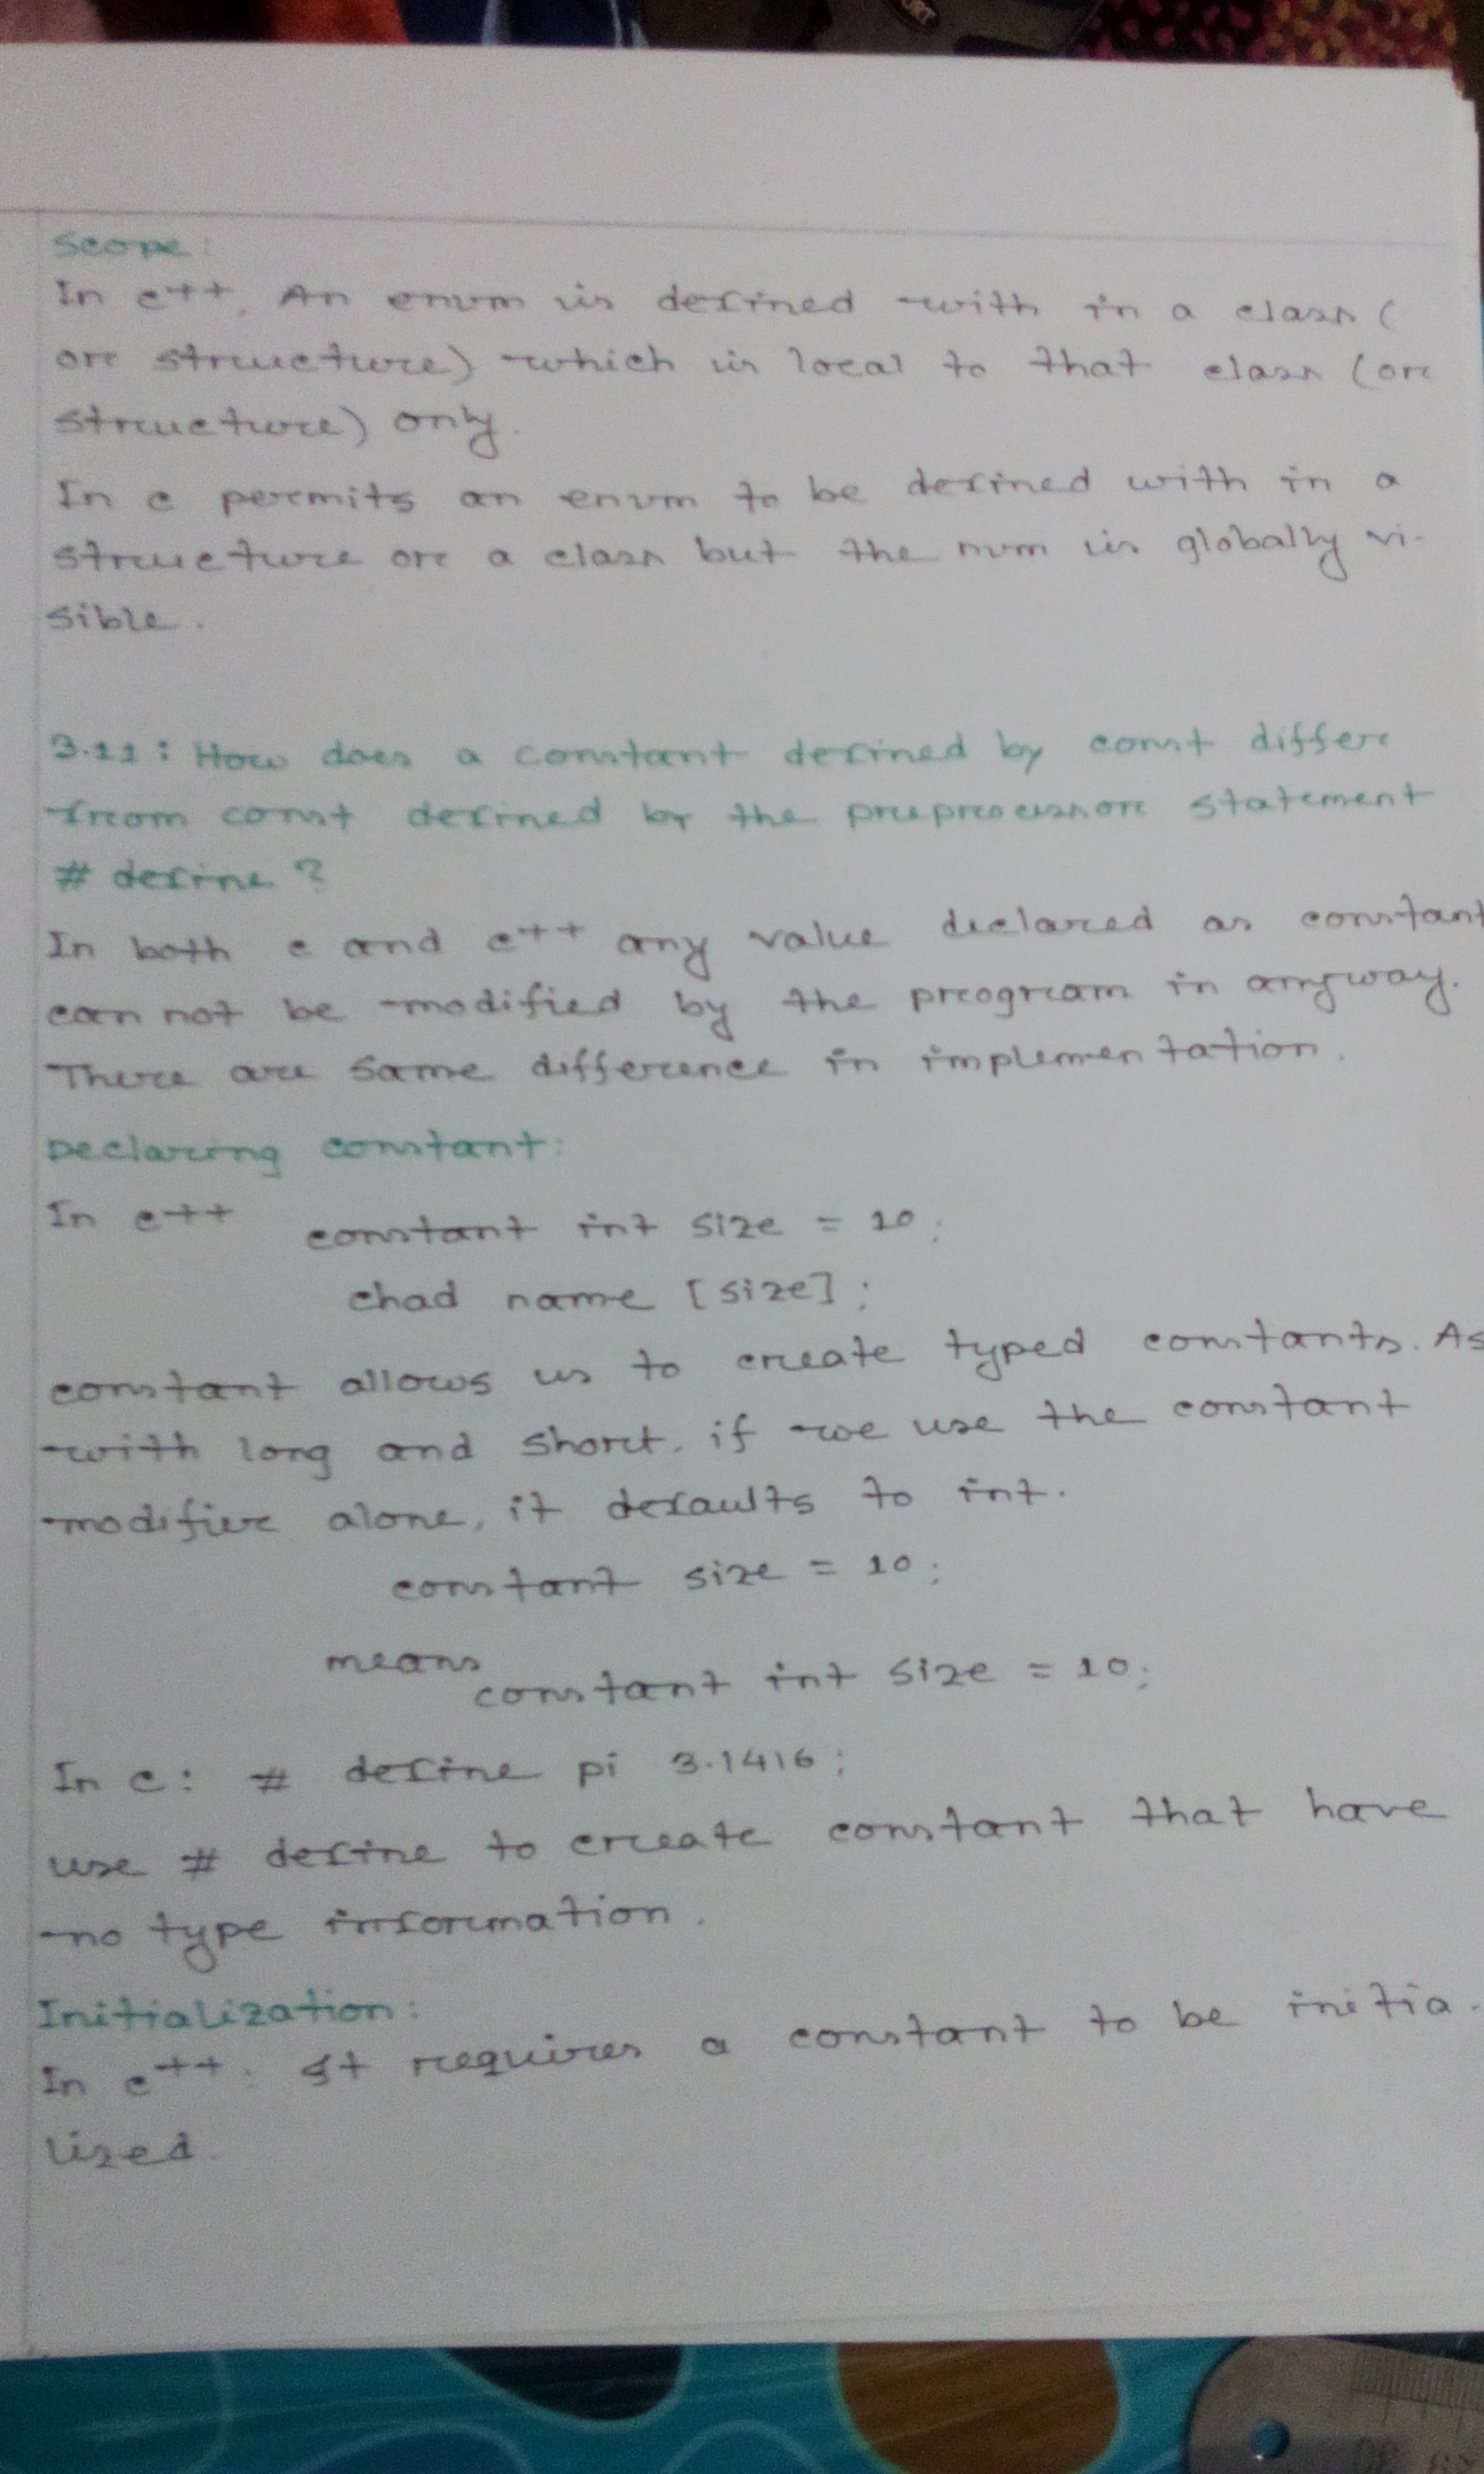 Scope:
In c++, An enum is defined with in a class (
or structure) which is local to that class (or
structure) only.
In c permits an enum to be defined with in a
structure or a class but the num is globally vi-
sible.
3.11: How does a constant defined by const differ
from const defined by the preprocessor statement
# define ?
In both c and c++ any value declared as constant
can not be modified by the program in anyway.
There are same difference in implementation.
Declaring constant:
In c++ constant int size = 10;
chad name [size];
constant allows us to create typed constants. As
with long and short. if we use the constant
modifier alone, it defaults to int.
constant size = 10;
means
constant int size = 10;
In c: # define pi 3.1416;
use # define to create constant that have
no type information.
Initialization:
In c++: It requires a constant to be initia.
lized.
30